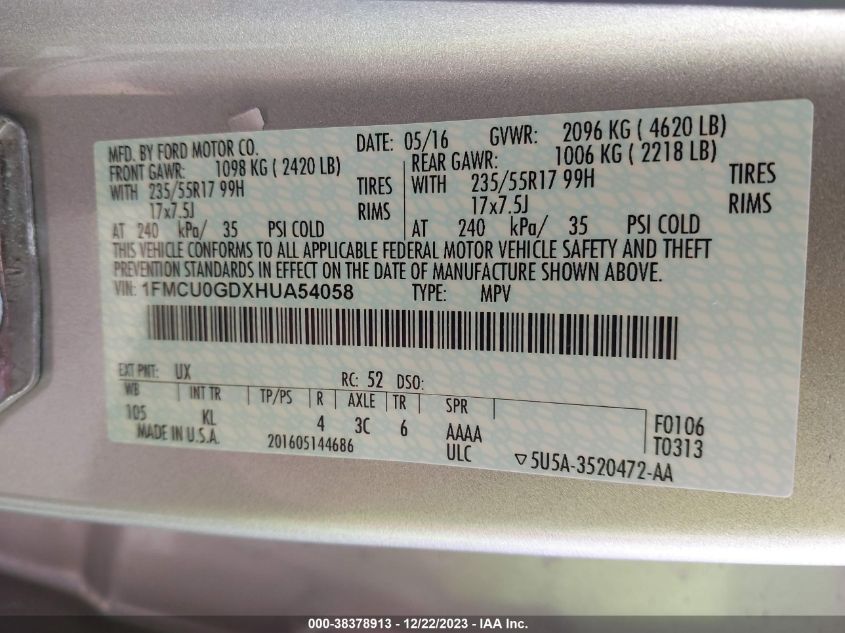 MFD. BY FORD MOTOR CO. DATE: 05/16 GVWR: 2096 KG ( 4620 LB)
FRONT GAWR: 1098 KG ( 2420 LB) REAR GAWR: 1006 KG ( 2218 LB)
WITH 235/55R17 99H TIRES WITH 235/55R17 99H TIRES
17x7.5J RIMS 17x7.5J RIMS
AT 240 kPa/ 35 PSI COLD AT 240 kPa/ 35 PSI COLD
THIS VEHICLE CONFORMS TO ALL APPLICABLE FEDERAL MOTOR VEHICLE SAFETY AND THEFT
PREVENTION STANDARDS IN EFFECT ON THE DATE OF MANUFACTURE SHOWN ABOVE.
VIN: 1FMCU0GDXHUA54058 TYPE: MPV
EXT PNT: UX RC: 52 DSO:
WB INT TR TP/PS R AXLE TR SPR
105 KL 4 3C 6 AAAA F0106
MADE IN U.S.A. 201605144686 ULC T0313
▽5U5A-3520472-AA
000-38378913 - 12/22/2023 - IAA Inc.